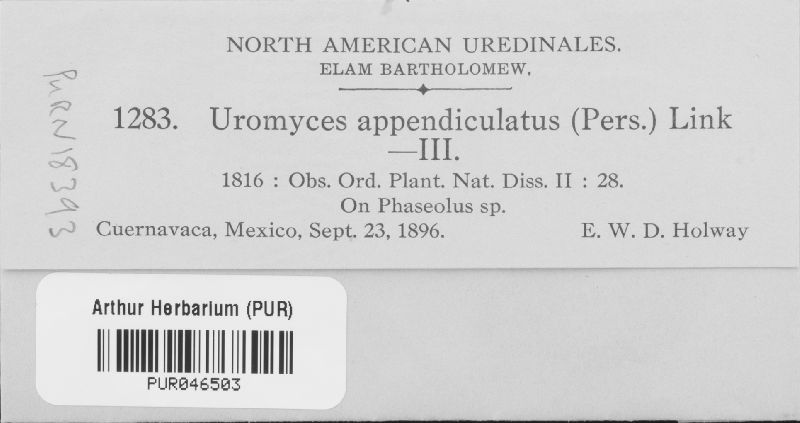 NORTH AMERICAN UREDINALES.
ELAM BARTHOLOMEW.
1283. Uromyces appendiculatus (Pers.) Link
—III.
1816 : Obs. Ord. Plant. Nat. Diss. II : 28.
On Phaseolus sp.
Cuernavaca, Mexico, Sept. 23, 1896. E. W. D. Holway
PURN18393
Arthur Herbarium (PUR)
PUR046503